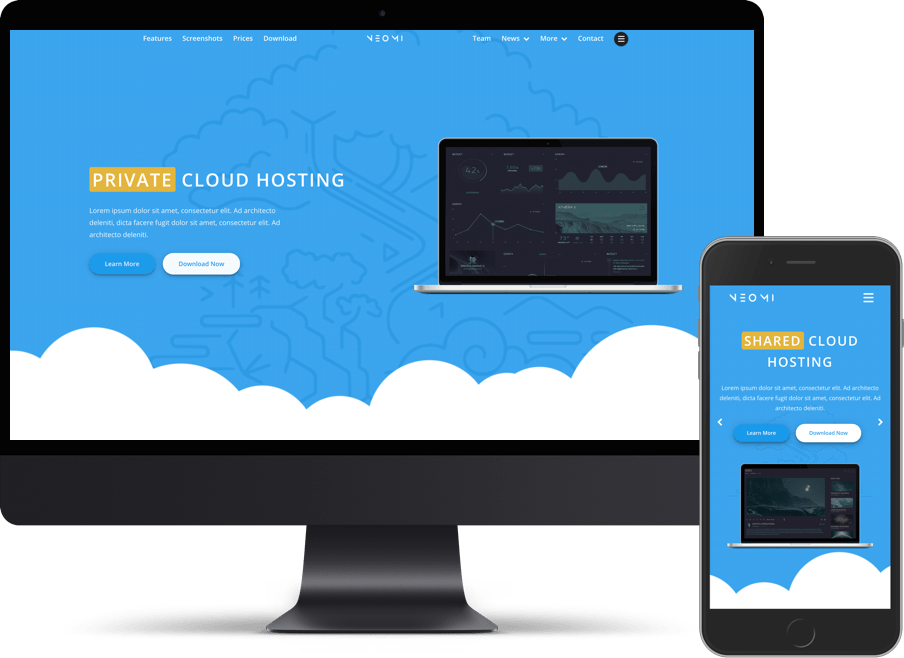 Features Screenshots Prices Download NEOMI Team News More Contact
PRIVATE CLOUD HOSTING
Lorem ipsum dolor sit amet, consectetur elit. Ad architecto
deleniti, dicta facere fugit dolor sit amet, consectetur elit. Ad
architecto deleniti.
Learn More Download Now
NEOMI
SHARED CLOUD
HOSTING
Lorem ipsum dolor sit amet, consectetur elit. Ad architecto
deleniti, dicta facere fugit dolor sit amet, consectetur elit. Ad
architecto deleniti.
Learn More Download Now